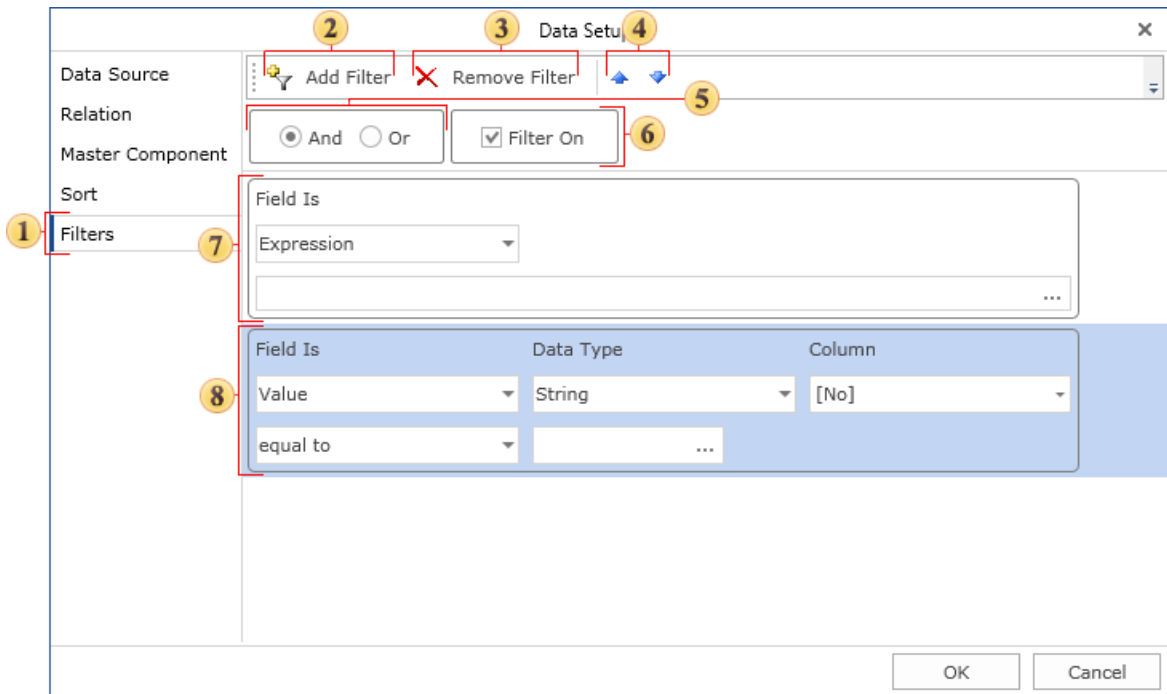 2 3 4
Data Setu
Data Source
Relation
Master Component
Sort
1 Filters
Add Filter Remove Filter
5
And Or Filter On 6
7
Field Is
Expression
...
8
Field Is Data Type Column
Value String [No]
equal to ...
OK Cancel